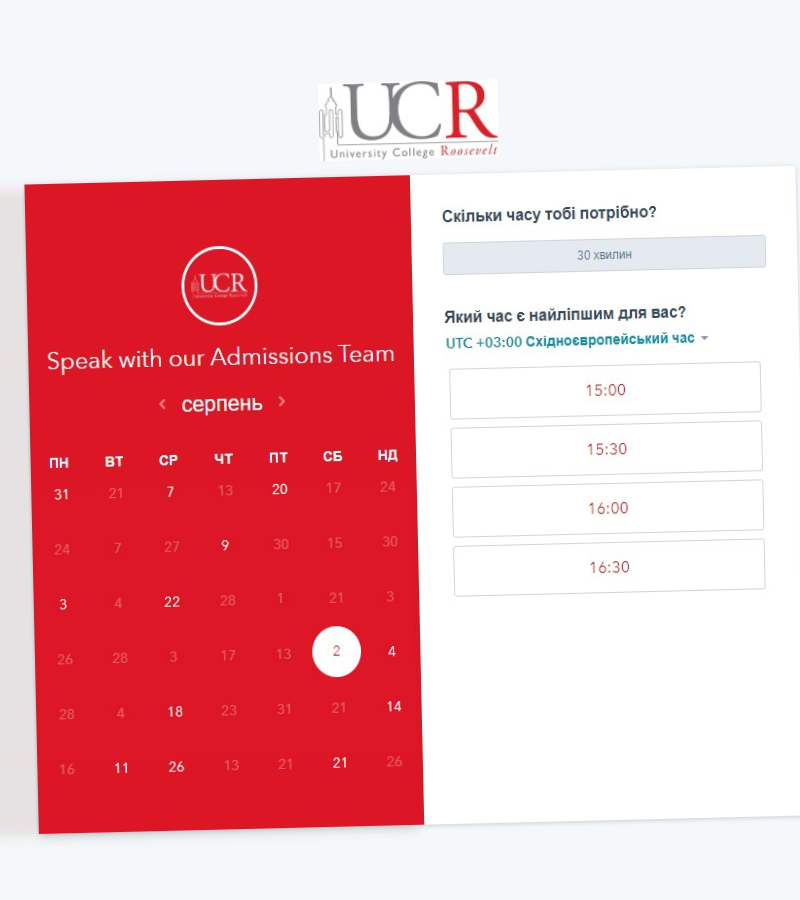 UCR
University College Roosevelt
UCR
Speak with our Admissions Team
серпень
ПН ВТ СР ЧТ ПТ СБ НД
31 21 7 13 20 17 24
24 7 27 9 30 15 30
3 4 22 28 1 21 3
26 28 3 17 13 2 4
28 4 18 23 31 21 14
16 11 26 13 21 21 26
Скільки часу тобі потрібно?
30 хвилин
Який час є найліпшим для вас?
UTC +03:00 Східноєвропейський час
15:00
15:30
16:00
16:30